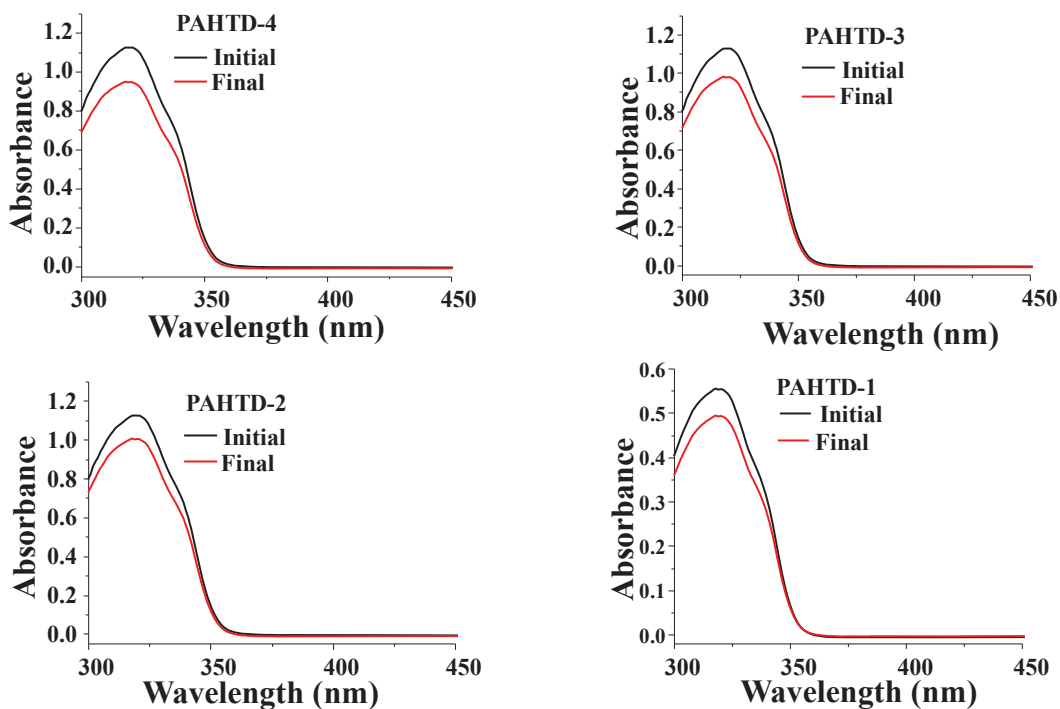 PAHTD-4
Initial
Final
1.2
1.0
0.8
0.6
0.4
0.2
0.0
Absorbance
300
350
400
450
Wavelength (nm)
PAHTD-3
Initial
Final
1.2
1.0
0.8
0.6
0.4
0.2
0.0
Absorbance
300
350
400
450
Wavelength (nm)
PAHTD-2
Initial
Final
1.2
1.0
0.8
0.6
0.4
0.2
0.0
Absorbance
300
350
400
450
Wavelength (nm)
PAHTD-1
Initial
Final
0.6
0.5
0.4
0.3
0.2
0.1
0.0
Absorbance
300
350
400
450
Wavelength (nm)